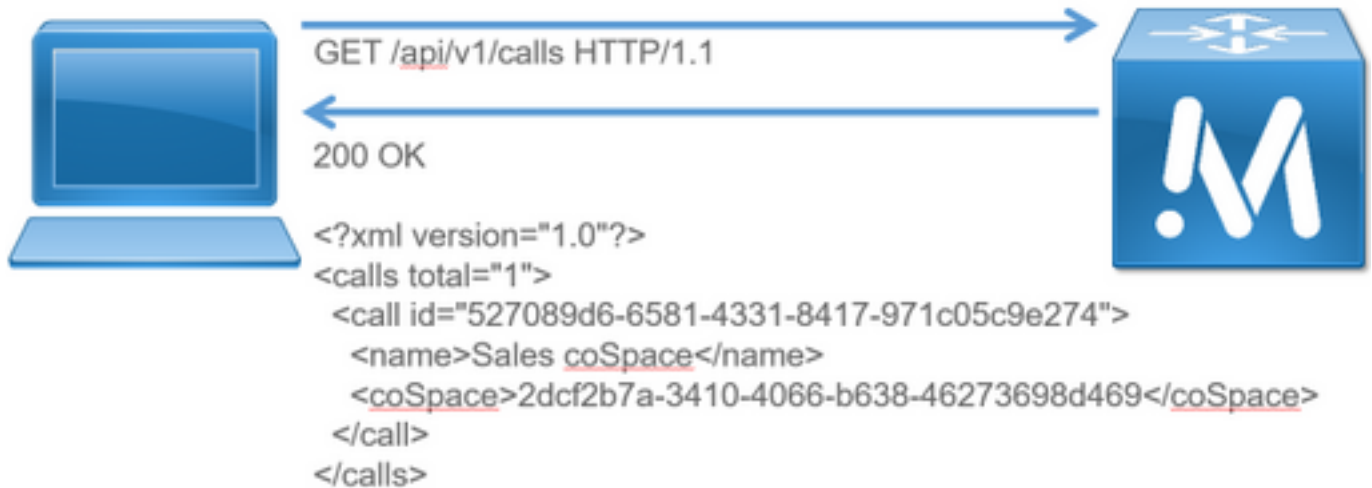 GET /api/v1/calls HTTP/1.1
200 OK
<?xml version="1.0"?>
<calls total="1">
<call id="527089d6-6581-4331-8417-971c05c9e274">
<name>Sales coSpace</name>
<coSpace>2dcf2b7a-3410-4066-b638-46273698d469</coSpace>
</call>
</calls>